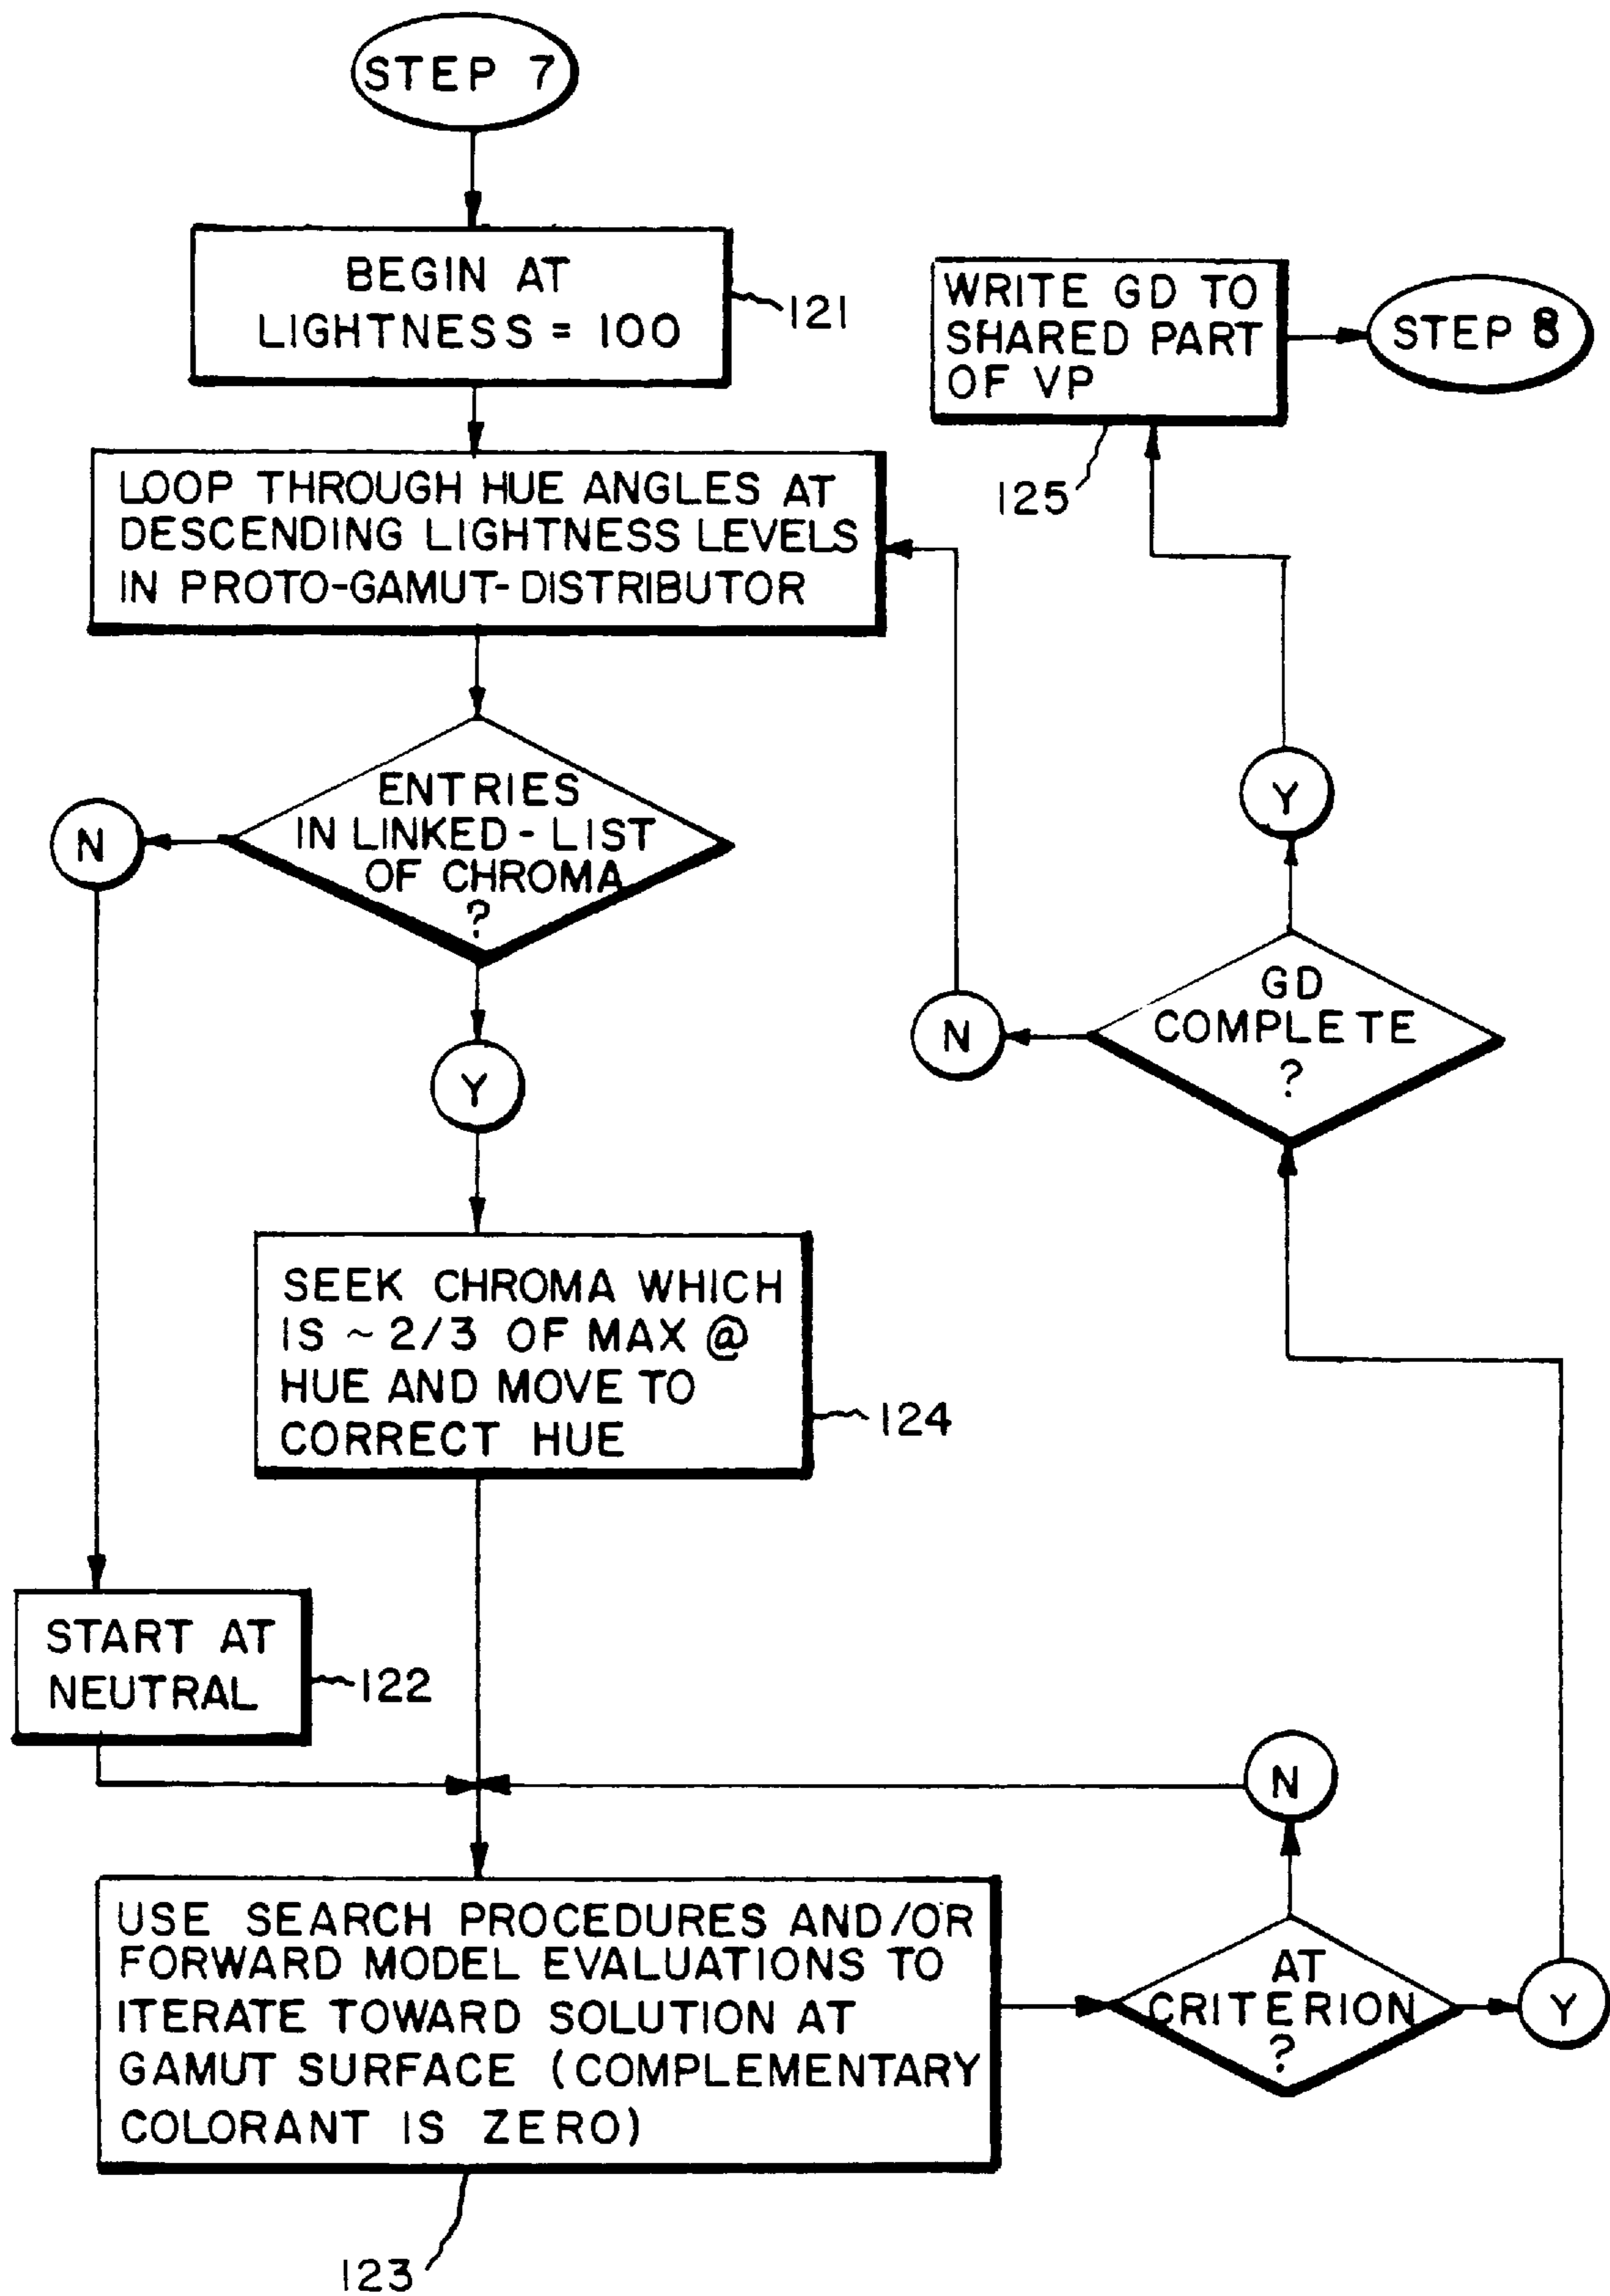 STEP 7
BEGIN AT
LIGHTNESS = 100
121
LOOP THROUGH HUE ANGLES AT
DESCENDING LIGHTNESS LEVELS
IN PROTO-GAMUT-DISTRIBUTOR
ENTRIES
IN LINKED-LIST
OF CHROMA
?
N
Y
SEEK CHROMA WHICH
IS ~ 2/3 OF MAX @
HUE AND MOVE TO
CORRECT HUE
124
START AT
NEUTRAL
122
USE SEARCH PROCEDURES AND/OR
FORWARD MODEL EVALUATIONS TO
ITERATE TOWARD SOLUTION AT
GAMUT SURFACE (COMPLEMENTARY
COLORANT IS ZERO)
123
AT
CRITERION
?
N
Y
GD
COMPLETE
?
N
Y
WRITE GD TO
SHARED PART
OF VP
125
STEP 8